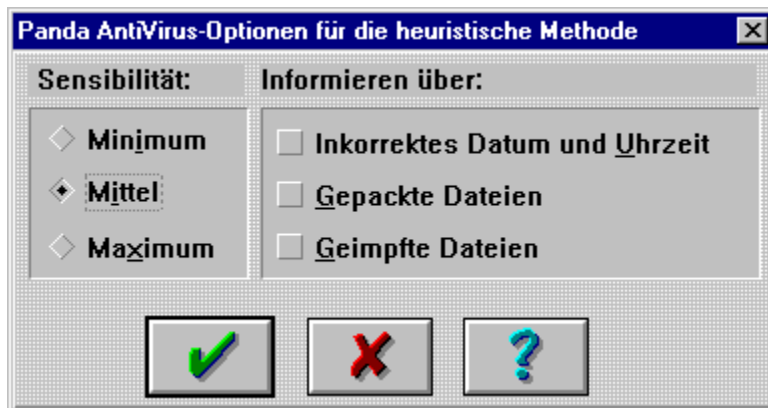 Panda AntiVirus-Optionen für die heuristische Methode
Sensibilität:
Minimum
Mittel
Maximum
Informieren über:
Inkorrektes Datum und Uhrzeit
Gepackte Dateien
Geimpfte Dateien